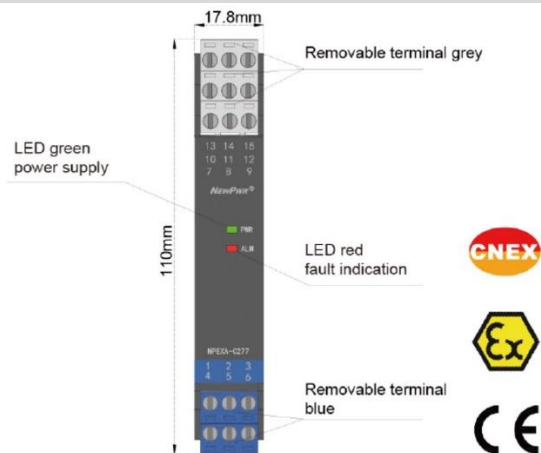 17.8mm
Removable terminal grey
13 14 15
10 11 12
7 8 9
LED green
power supply
NEWPWR®
PWR
ALM
110mm
LED red
fault indication
CNEX
Ex
NPEXA-C277
1 2 3
4 5 6
Removable terminal
blue
CE